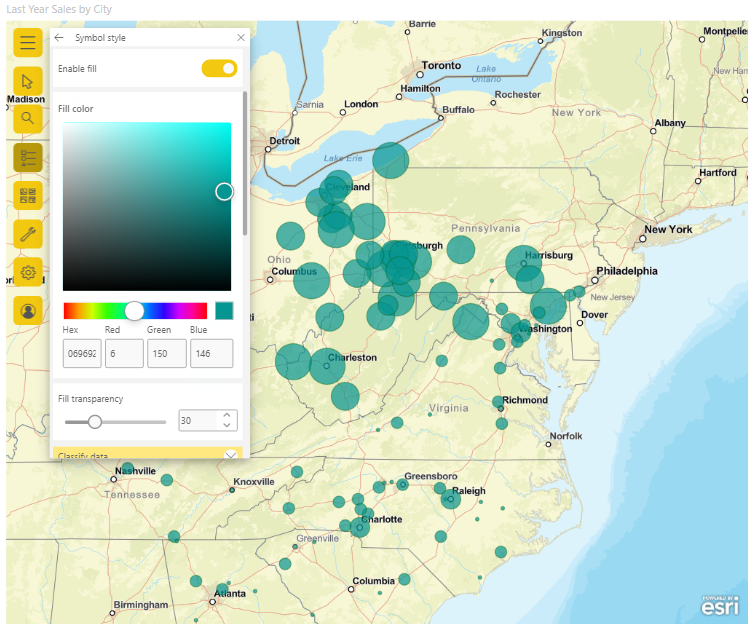 Last Year Sales by City
Symbol style
Enable fill
Fill color
Hex
Red
Green
Blue
069692
6
150
146
Fill transparency
30
Classify data
Barrie
Kingston
Montpelier
Toronto
Lake
Ontario
Hamilton
Rochester
Madison
Sarnia
London
Buffalo
New York
Albany
Detroit
Lake Erie
Hartford
Cleveland
New York
Pennsylvania
Ohio
Harrisburg
Columbus
Philadelphia
New Jersey
Dover
Washington
Charleston
Virginia
Richmond
Norfolk
Nashville
Knoxville
Greensboro
Tennessee
Raleigh
Charlotte
Greenville
Columbia
Atlanta
Birmingham
POWERED BY
esri